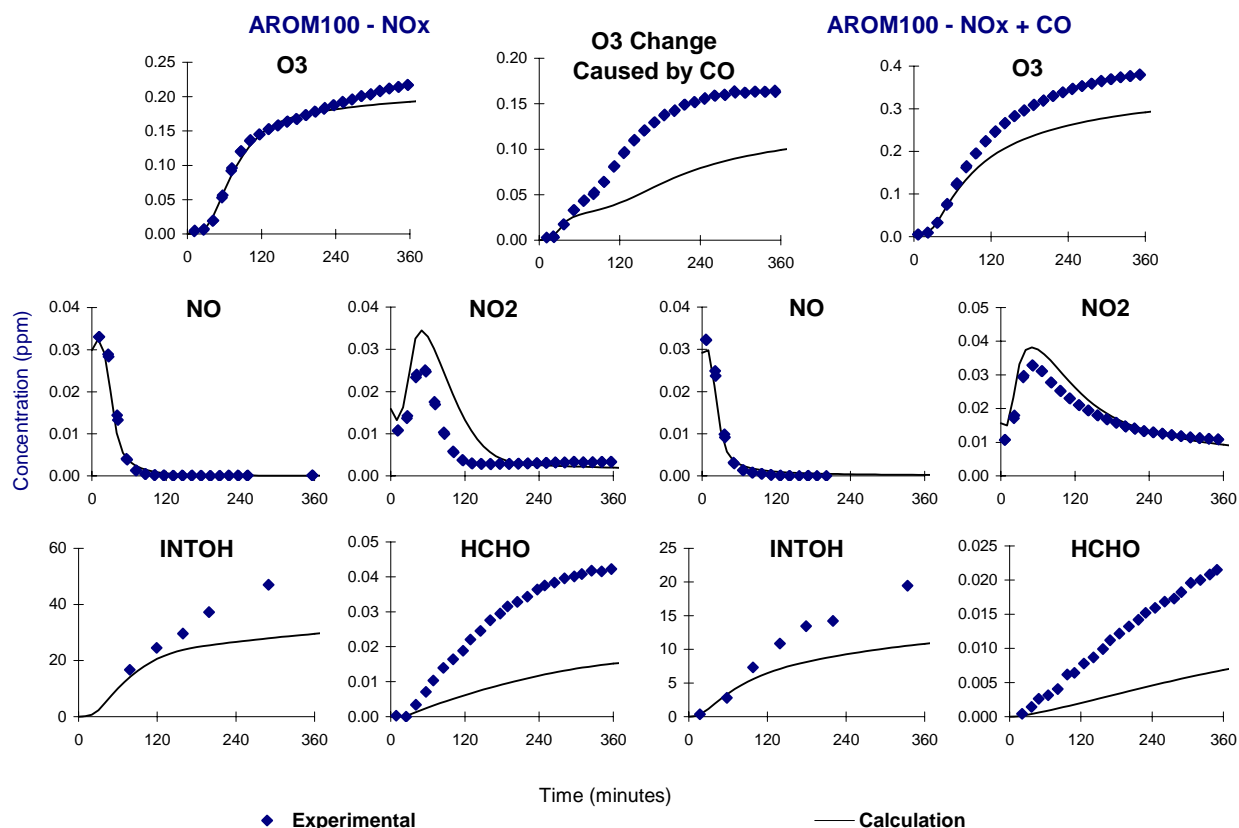 AROM100 - NOx
AROM100 - NOx + CO
O3
0.00
0.05
0.10
0.15
0.20
0.25
0 120 240 360
O3 Change
Caused by CO
0.00
0.05
0.10
0.15
0.20
0 120 240 360
O3
0.0
0.1
0.2
0.3
0.4
0 120 240 360
Concentration (ppm)
NO
0.00
0.01
0.02
0.03
0.04
0 120 240 360
NO2
0.00
0.01
0.02
0.03
0.04
0 120 240 360
NO
0.00
0.01
0.02
0.03
0.04
0 120 240 360
NO2
0.00
0.01
0.02
0.03
0.04
0.05
0 120 240 360
INTOH
0
20
40
60
0 120 240 360
HCHO
0.00
0.01
0.02
0.03
0.04
0.05
0 120 240 360
INTOH
0
5
10
15
20
25
0 120 240 360
HCHO
0.000
0.005
0.010
0.015
0.020
0.025
0 120 240 360
Time (minutes)
Experimental
Calculation